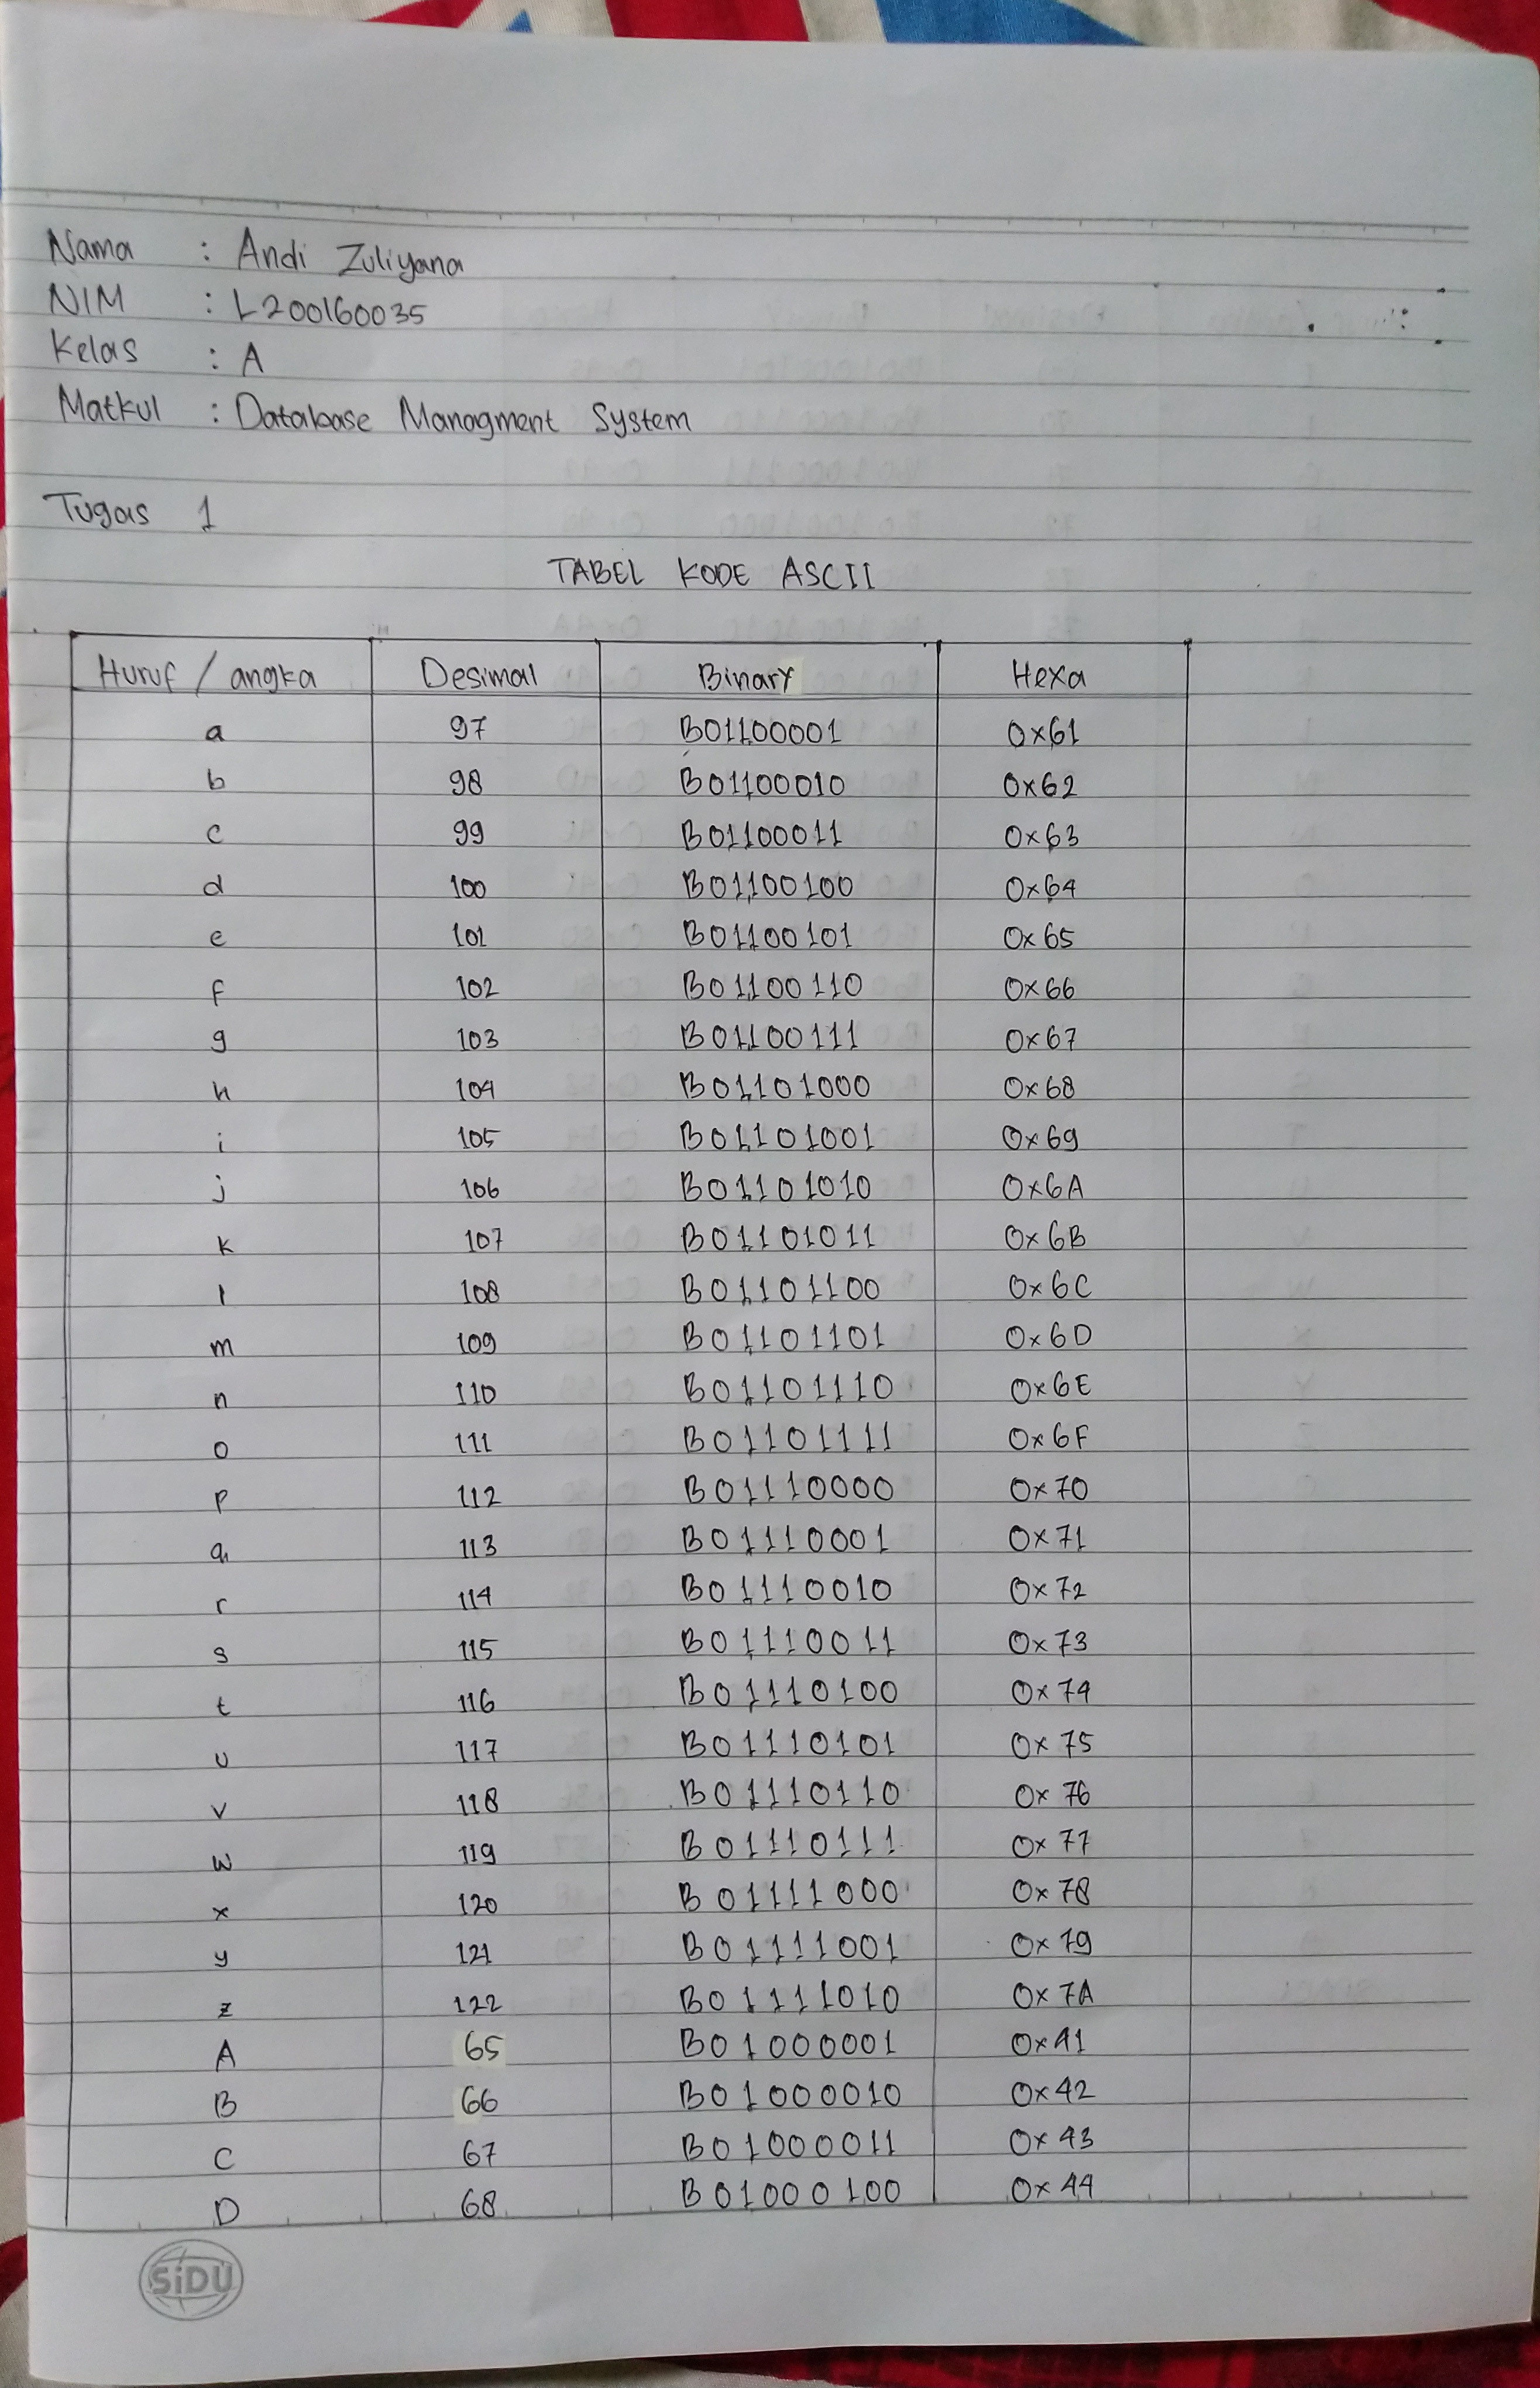 Nama : Andi Zuliyana
NIM : L200160035
Kelas : A
Matkul : Database Managment System
Tugas 1
TABEL KODE ASCII
Huruf / angka Desimal Binary Hexa
a 97 B01100001 0x61
b 98 B01100010 0x62
c 99 B01100011 0x63
d 100 B01100100 0x64
e 101 B01100101 0x65
f 102 B01100110 0x66
g 103 B01100111 0x67
h 104 B01101000 0x68
i 105 B01101001 0x69
j 106 B01101010 0x6A
k 107 B01101011 0x6B
l 108 B01101100 0x6C
m 109 B01101101 0x6D
n 110 B01101110 0x6E
o 111 B01101111 0x6F
p 112 B01110000 0x70
q 113 B01110001 0x71
r 114 B01110010 0x72
s 115 B01110011 0x73
t 116 B01110100 0x74
u 117 B01110101 0x75
v 118 B01110110 0x76
w 119 B01110111 0x77
x 120 B01111000 0x78
y 121 B01111001 0x79
z 122 B01111010 0x7A
A 65 B01000001 0x41
B 66 B01000010 0x42
C 67 B01000011 0x43
D 68 B01000100 0x44
SiDU